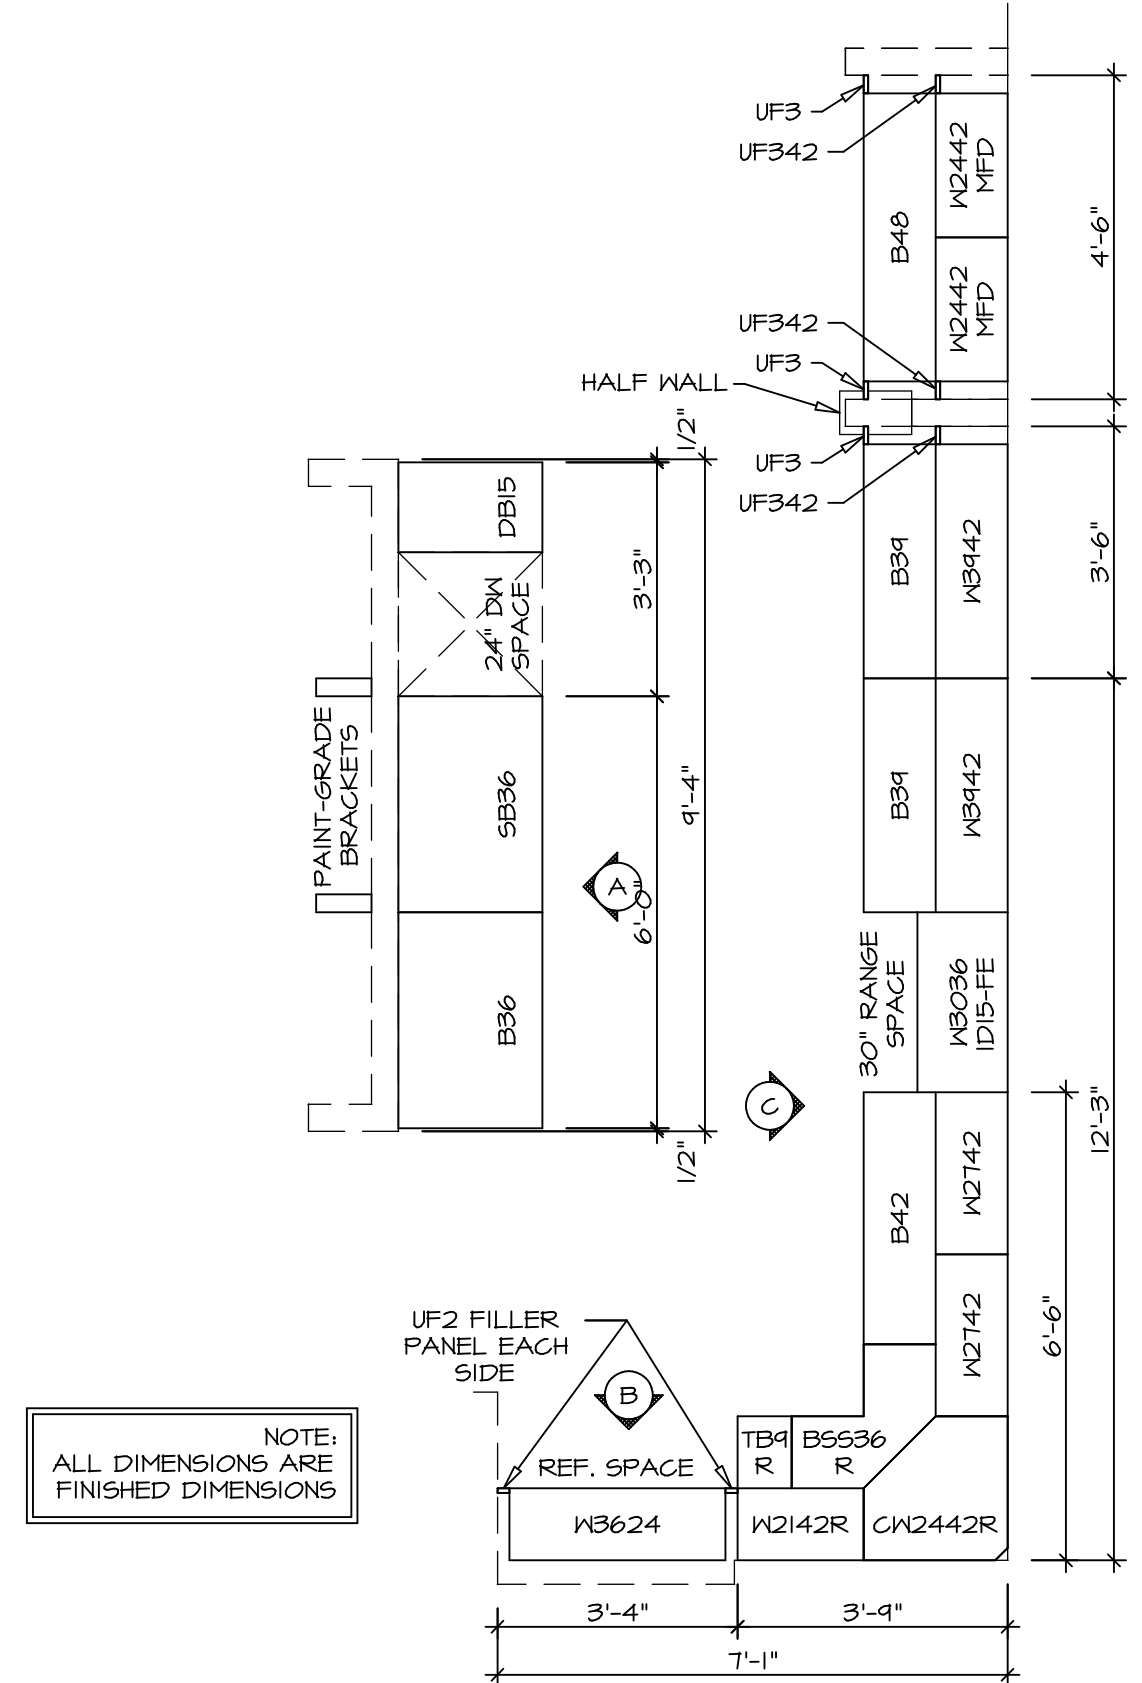 UF3
UF342
W2442
MFD
B48
4'-6"
W2442
MFD
UF342
UF3
HALF WALL
1/2"
UF3
UF342
DB15
3'-3"
B39
W3942
3'-6"
24" DW
SPACE
PAINT-GRADE
BRACKETS
SB36
9'-4"
B39
W3942
A
6'-0"
30" RANGE
SPACE
W3036
1D15-FE
B36
C
12'-3"
1/2"
B42
W2742
W2742
6'-6"
UF2 FILLER
PANEL EACH
SIDE
B
NOTE:
ALL DIMENSIONS ARE
FINISHED DIMENSIONS
TB9
R
BSS36
R
REF. SPACE
W3624
W2142R
CW2442R
3'-4"
3'-9"
7'-1"